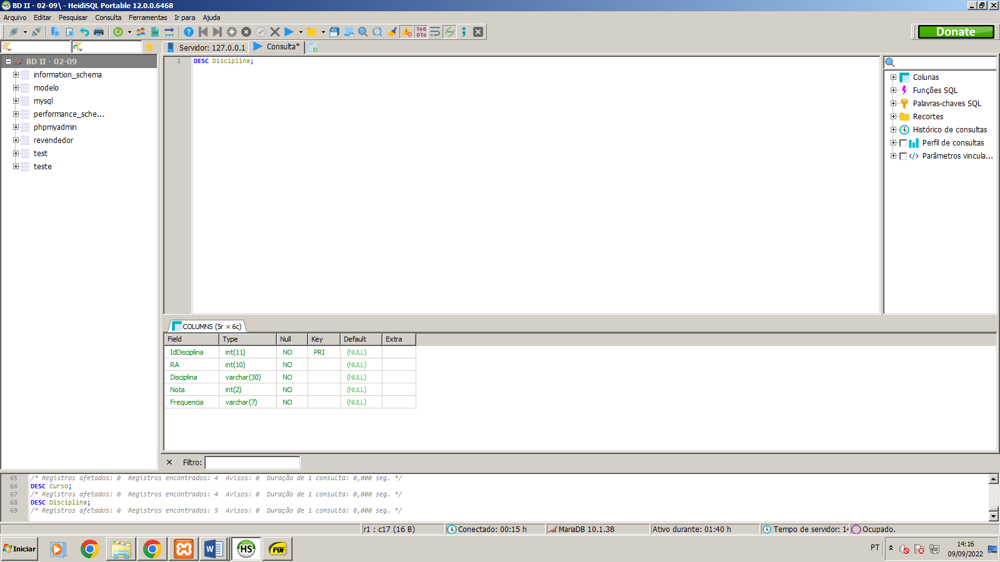 BD II - 02-09\ - HeidiSQL Portable 12.0.0.6468
Arquivo Editar Pesquisar Consulta Ferramentas Ir para Ajuda
Donate
Servidor: 127.0.0.1
Consulta*
BD II - 02-09
information_schema
modelo
mysql
performance_sche...
phpmyadmin
revendedor
test
teste
1 DESC Disciplina;
Colunas
Funções SQL
Palavras-chaves SQL
Recortes
Histórico de consultas
Perfil de consultas
Parâmetros vincula...
COLUMNS (5r × 6c)
Field Type Null Key Default Extra
IdDisciplina int(11) NO PRI (NULL)
RA int(10) NO (NULL)
Disciplina varchar(30) NO (NULL)
Nota int(2) NO (NULL)
Frequencia varchar(7) NO (NULL)
Filtro:
65 /* Registros afetados: 0 Registros encontrados: 4 Avisos: 0 Duração de 1 consulta: 0,000 seg. */
66 DESC Curso;
67 /* Registros afetados: 0 Registros encontrados: 4 Avisos: 0 Duração de 1 consulta: 0,000 seg. */
68 DESC Disciplina;
69 /* Registros afetados: 0 Registros encontrados: 5 Avisos: 0 Duração de 1 consulta: 0,000 seg. */
r1 : c17 (16 B) Conectado: 00:15 h MariaDB 10.1.38 Ativo durante: 01:40 h Tempo de servidor: 14 Ocupado.
Iniciar
HS
PDF
PT
14:16
09/09/2022